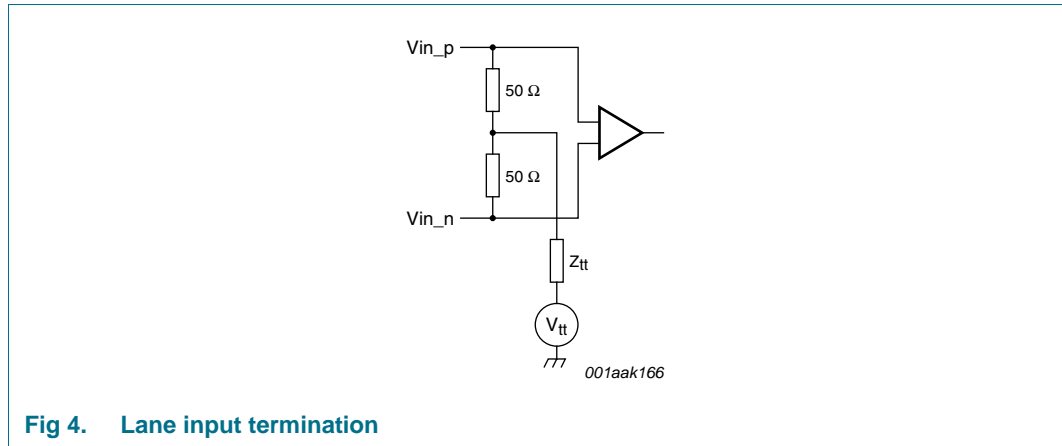 Vin_p
50 Ω
50 Ω
Vin_n
Ztt
Vtt
001aak166
Fig 4. Lane input termination